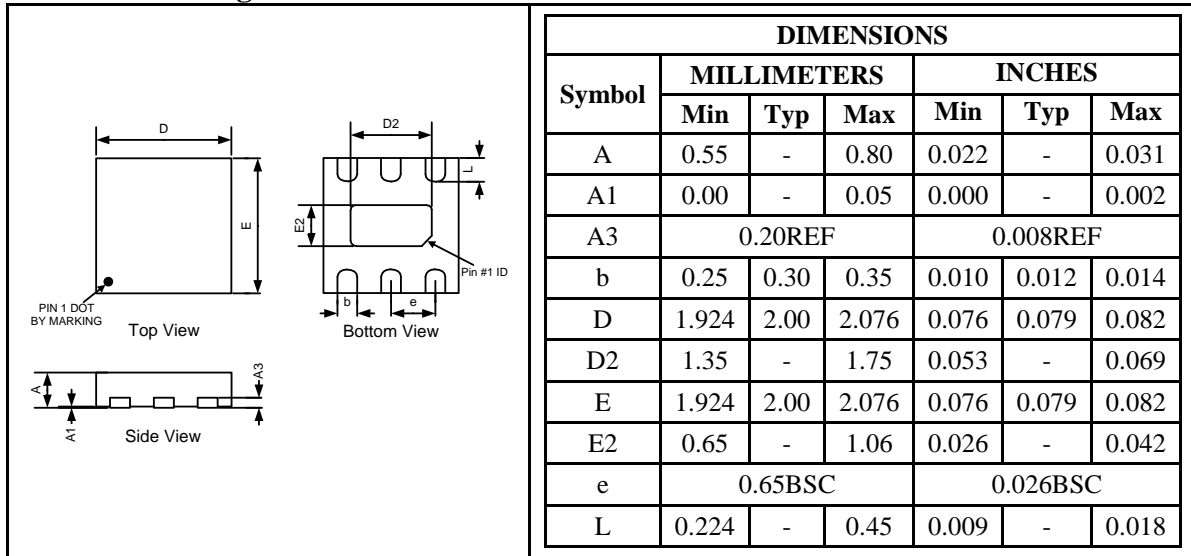 D
D2
L
E
E2
Pin #1 ID
b
e
PIN 1 DOT
BY MARKING
Top View
Bottom View
A
A3
A1
Side View
DIMENSIONS
Symbol MILLIMETERS INCHES
Min Typ Max Min Typ Max
A 0.55 - 0.80 0.022 - 0.031
A1 0.00 - 0.05 0.000 - 0.002
A3 0.20REF 0.008REF
b 0.25 0.30 0.35 0.010 0.012 0.014
D 1.924 2.00 2.076 0.076 0.079 0.082
D2 1.35 - 1.75 0.053 - 0.069
E 1.924 2.00 2.076 0.076 0.079 0.082
E2 0.65 - 1.06 0.026 - 0.042
e 0.65BSC 0.026BSC
L 0.224 - 0.45 0.009 - 0.018